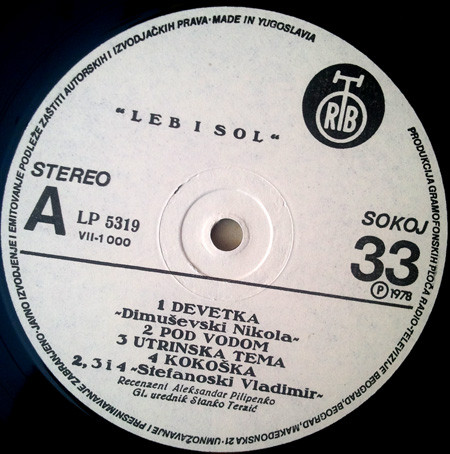 JAVNO IZVODJENJE I EMITOVANJE PODLEŽE ZAŠTITI AUTORSKIH I IZVODJAČKIH PRAVA · MADE IN YUGOSLAVIA
PRODUKCIJA GRAMOFONSKIH PLOČA RADIO-TELEVIZIJE BEOGRAD, BEOGRAD, MAKEDONSKA 21 · UMNOŽAVANJE I PRESNIMAVANJE ZABRANJENO ·
RTB
"LEB I SOL"
STEREO
A LP 5319
VII-1 000
SOKOJ
33
P 1978
1 DEVETKA
-Dimuševski Nikola-
2 POD VODOM
3 UTRINSKA TEMA
4 KOKOŠKA
2, 3 i 4 -Stefanoski Vladimir-
Recenzent Aleksandar Pilipenko
Gl. urednik Stanko Terzić